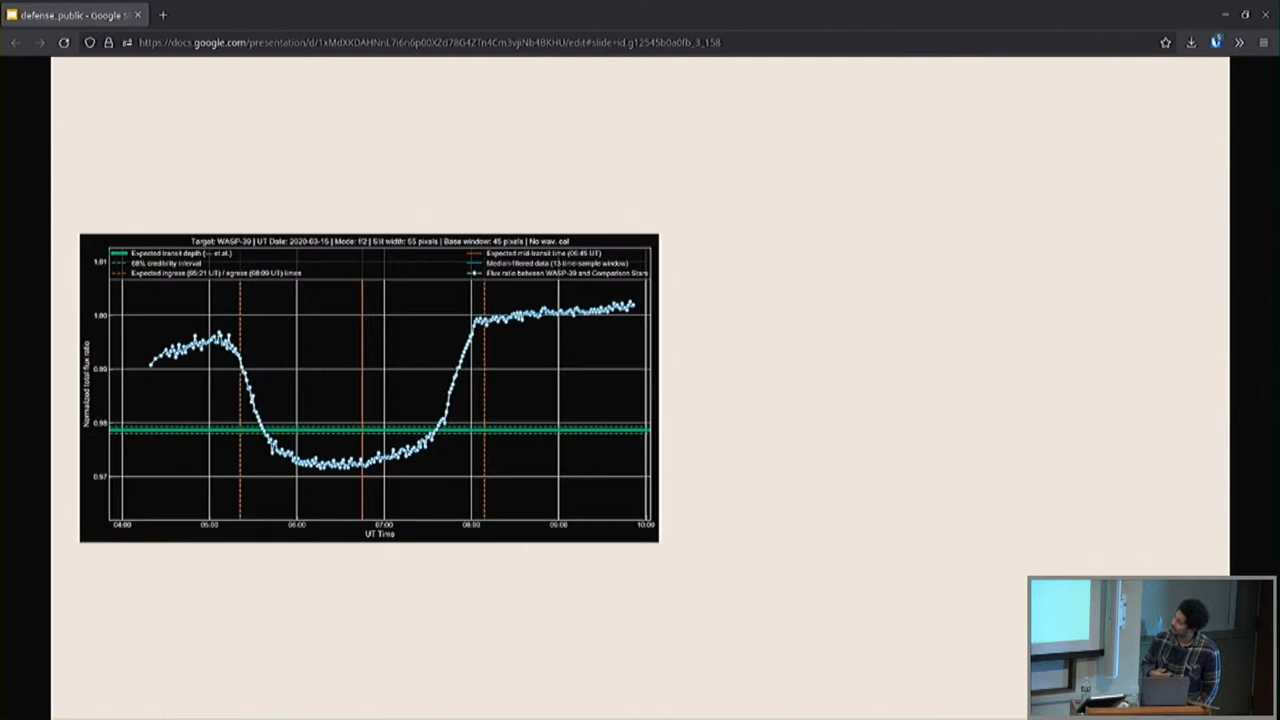 defense_public - Google Sl
https://docs.google.com/presentation/d/1xMdXKDAHNnL7i6n6p00XZd78G4ZTn4Cm3vjiNb4BKHU/edit#slide=id.g12545b0a0fb_3_158
Target: WASP-39 | UT Date: 2020-03-15 | Mode: f/2 | Slit width: 55 pixels | Base window: 45 pixels | No wav. cal
Expected transit depth (--- et al.)
68% credibility interval
Expected ingress (05:21 UT) / egress (08:09 UT) times
Expected mid-transit time (06:45 UT)
Median-filtered data (13 time-sample window)
Flux ratio between WASP-39 and Comparison Stars
Normalized total flux ratio
1.01
1.00
0.99
0.98
0.97
04:00 05:00 06:00 07:00 08:00 09:00 10:00
UT Time